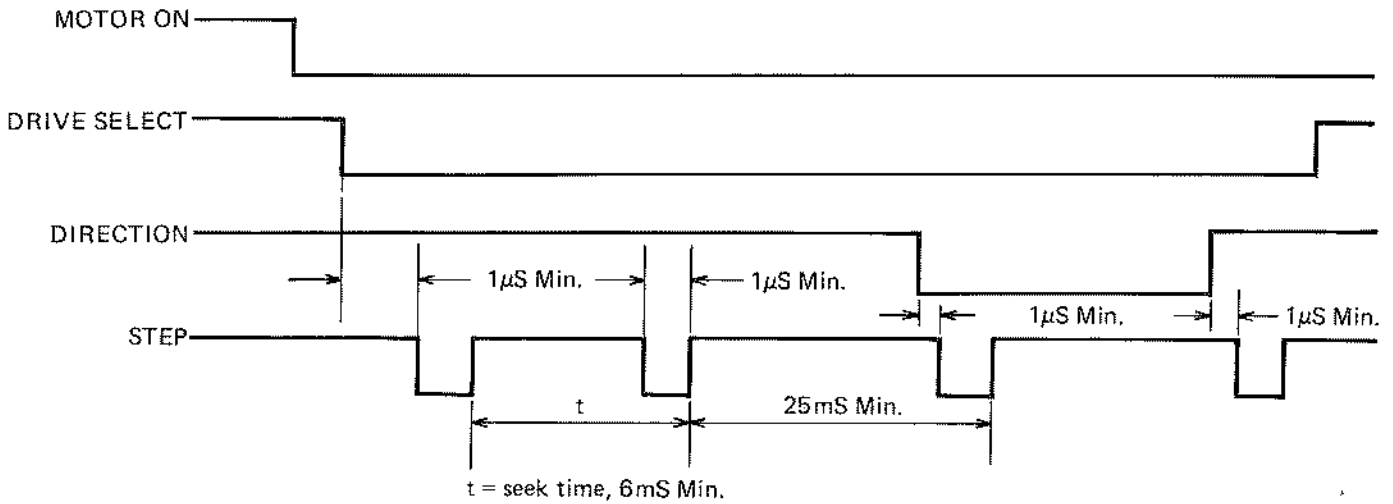 MOTOR ON
DRIVE SELECT
DIRECTION
1μS Min.
1μS Min.
1μS Min.
1μS Min.
STEP
t
25mS Min.
t = seek time, 6mS Min.